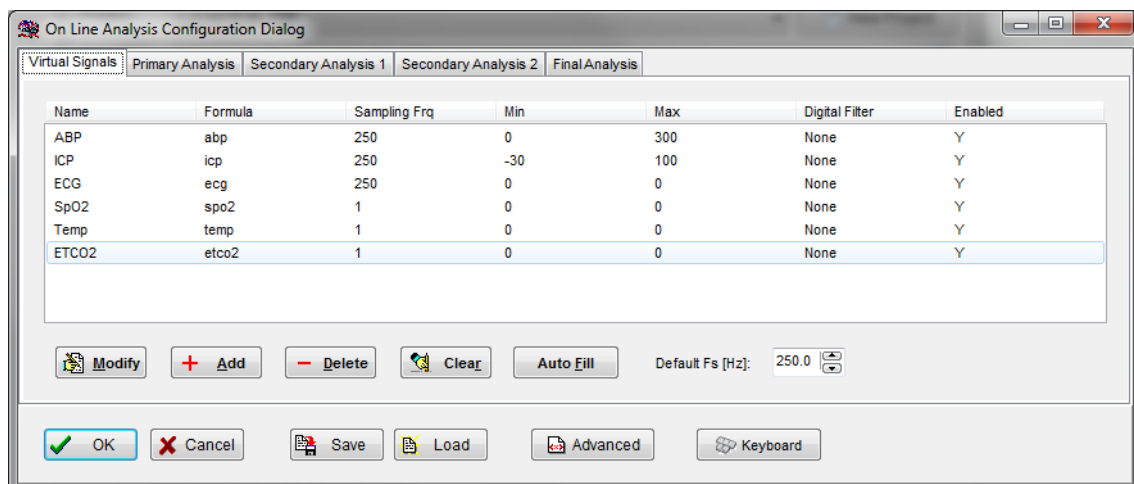 On Line Analysis Configuration Dialog
Virtual Signals Primary Analysis Secondary Analysis 1 Secondary Analysis 2 Final Analysis
Name Formula Sampling Frq Min Max Digital Filter Enabled
ABP abp 250 0 300 None Y
ICP icp 250 -30 100 None Y
ECG ecg 250 0 0 None Y
SpO2 spo2 1 0 0 None Y
Temp temp 1 0 0 None Y
ETCO2 etco2 1 0 0 None Y
Modify Add Delete Clear Auto Fill Default Fs [Hz]: 250.0
OK Cancel Save Load Advanced Keyboard